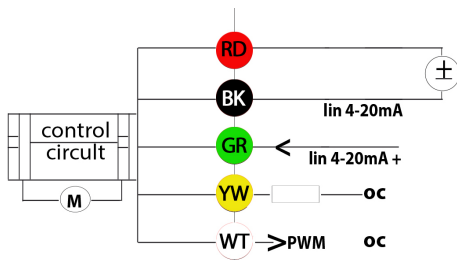 RD
±
BK
lin 4-20mA
control
circuit
GR <
lin 4-20mA +
M
YW oc
WT >PWM oc